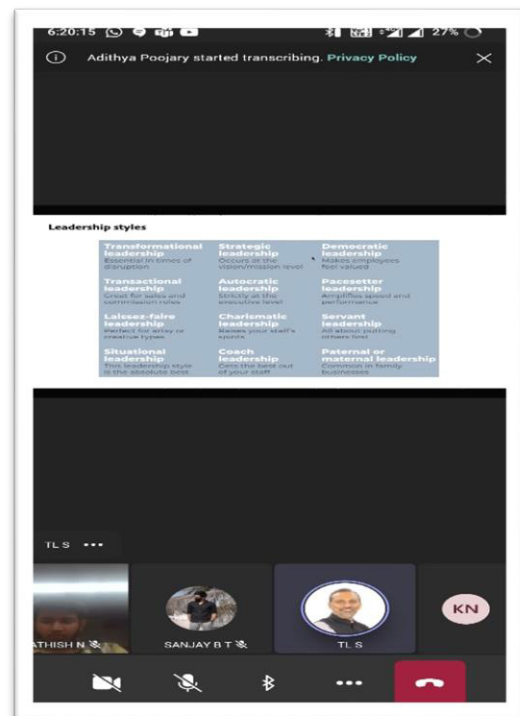 6:20:15 27%
Adithya Poojary started transcribing. Privacy Policy
Leadership styles
Transformational leadership
Essential in times of disruption
Strategic leadership
Occurs at the vision/mission level
Democratic leadership
Makes employees feel valued
Transactional leadership
Great for sales and commission roles
Autocratic leadership
Strictly at the executive level
Pacesetter leadership
Amplifies speed and performance
Laissez-faire leadership
Perfect for artsy or creative types
Charismatic leadership
Raises your staff's spirits
Servant leadership
All about putting others first
Situational leadership
This leadership style is the absolute best
Coach leadership
Gets the best out of your staff
Paternal or maternal leadership
Common in family businesses
TL S
ATHISH N
SANJAY B T
TL S
KN